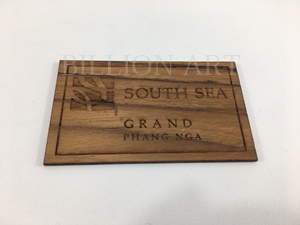 BILLION ART
SOUTH SEA
GRAND
PHANG NGA